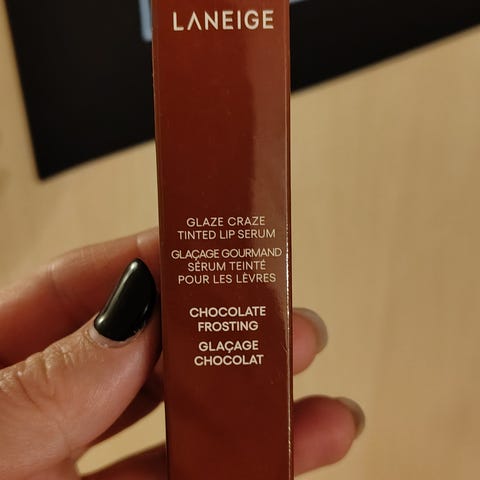 LANEIGE
GLAZE CRAZE
TINTED LIP SERUM
GLAÇAGE GOURMAND
SÉRUM TEINTÉ
POUR LES LÈVRES
CHOCOLATE
FROSTING
GLAÇAGE
CHOCOLAT